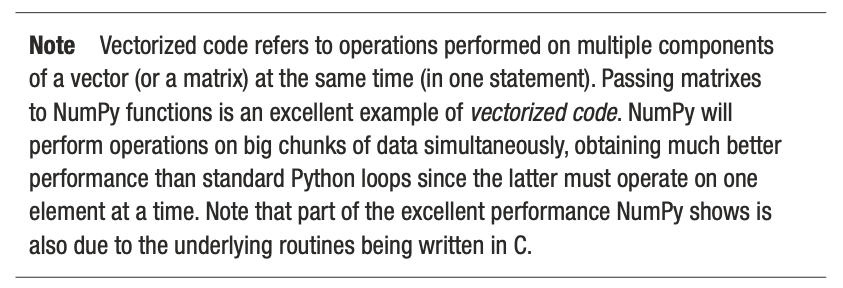 Note Vectorized code refers to operations performed on multiple components
of a vector (or a matrix) at the same time (in one statement). Passing matrixes
to NumPy functions is an excellent example of vectorized code. NumPy will
perform operations on big chunks of data simultaneously, obtaining much better
performance than standard Python loops since the latter must operate on one
element at a time. Note that part of the excellent performance NumPy shows is
also due to the underlying routines being written in C.